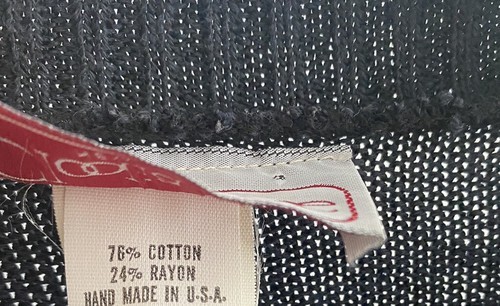 76% COTTON
24% RAYON
HAND MADE IN U.S.A.